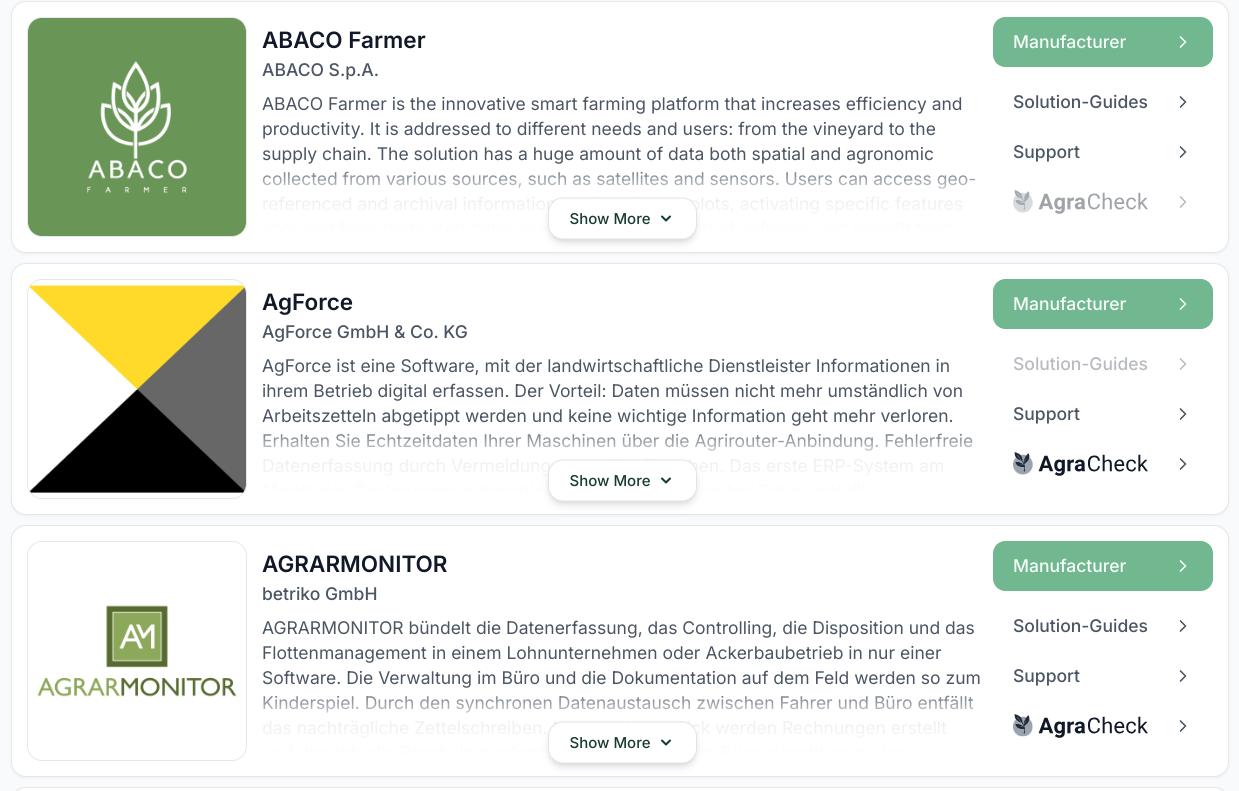 ABACO Farmer
ABACO S.p.A.
ABACO Farmer is the innovative smart farming platform that increases efficiency and
productivity. It is addressed to different needs and users: from the vineyard to the
supply chain. The solution has a huge amount of data both spatial and agronomic
collected from various sources, such as satellites and sensors. Users can access geo-
referenced and archival information plots, activating specific features
Show More
ABACO
FARMER
Manufacturer
Solution-Guides
Support
AgraCheck
AgForce
AgForce GmbH & Co. KG
AgForce ist eine Software, mit der landwirtschaftliche Dienstleister Informationen in
ihrem Betrieb digital erfassen. Der Vorteil: Daten müssen nicht mehr umständlich von
Arbeitszetteln abgetippt werden und keine wichtige Information geht mehr verloren.
Erhalten Sie Echtzeitdaten Ihrer Maschinen über die Agrirouter-Anbindung. Fehlerfreie
Datenerfassung durch Vermeidung Das erste ERP-System am
Show More
Manufacturer
Solution-Guides
Support
AgraCheck
AGRARMONITOR
betriko GmbH
AGRARMONITOR bündelt die Datenerfassung, das Controlling, die Disposition und das
Flottenmanagement in einem Lohnunternehmen oder Ackerbaubetrieb in nur einer
Software. Die Verwaltung im Büro und die Dokumentation auf dem Feld werden so zum
Kinderspiel. Durch den synchronen Datenaustausch zwischen Fahrer und Büro entfällt
das nachträgliche Zettelschreiben. werden Rechnungen erstellt
Show More
AM
AGRARMONITOR
Manufacturer
Solution-Guides
Support
AgraCheck